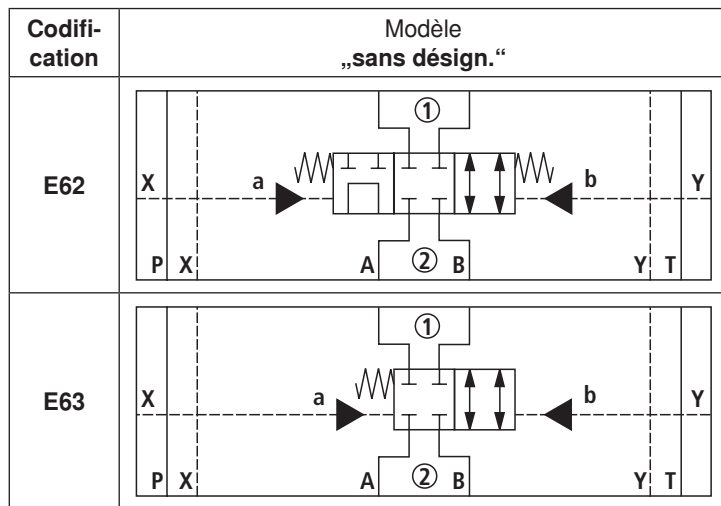 Codifi-
cation
Modèle
„sans désign.“
E62
①
X a b Y
P X A ② B Y T
E63
①
X a b Y
P X A ② B Y T